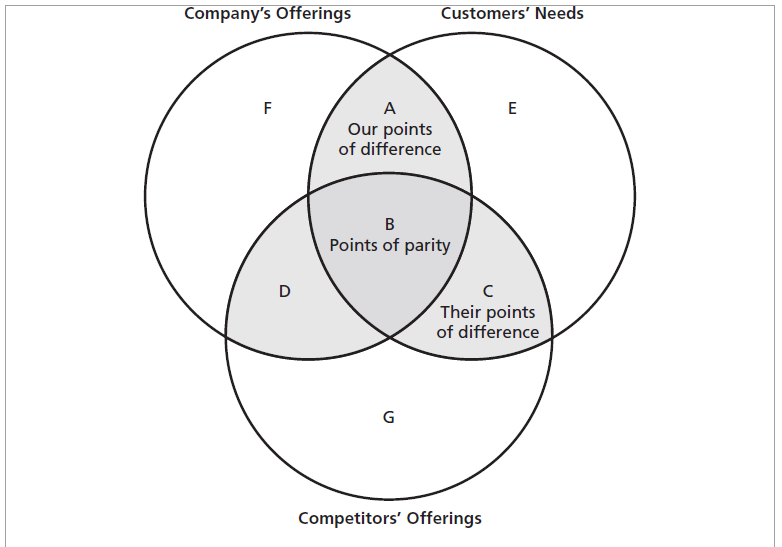 Company’s Offerings
Customers’ Needs
F
A
Our points
of difference
E
B
Points of parity
D
C
Their points
of difference
G
Competitors’ Offerings